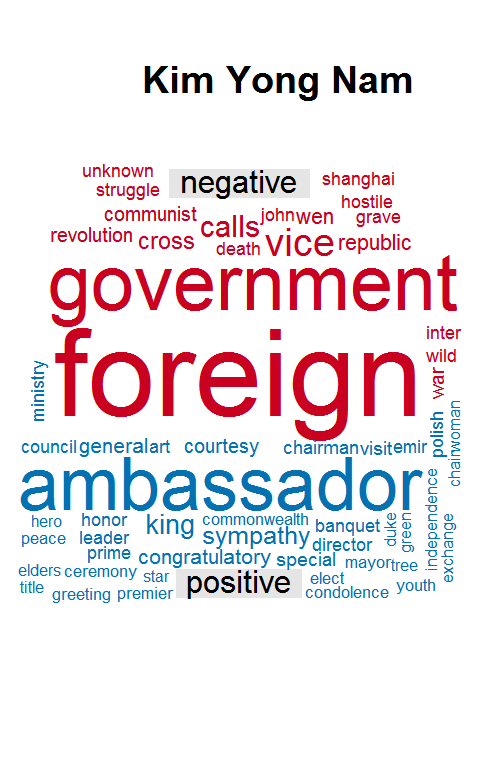 Kim Yong Nam
unknown
struggle
negative
shanghai
hostile
communist
calls
john
wen
grave
revolution
cross
death
vice
republic
government
inter
foreign
wild
war
ministry
polish
chairwoman
council
general
art
courtesy
chairman
visit
emir
ambassador
independence
hero
honor
king
commonwealth
banquet
duke
green
exchange
peace
leader
sympathy
director
prime
congratulatory
special
mayor
tree
elders
ceremony
star
positive
elect
youth
title
greeting
premier
condolence